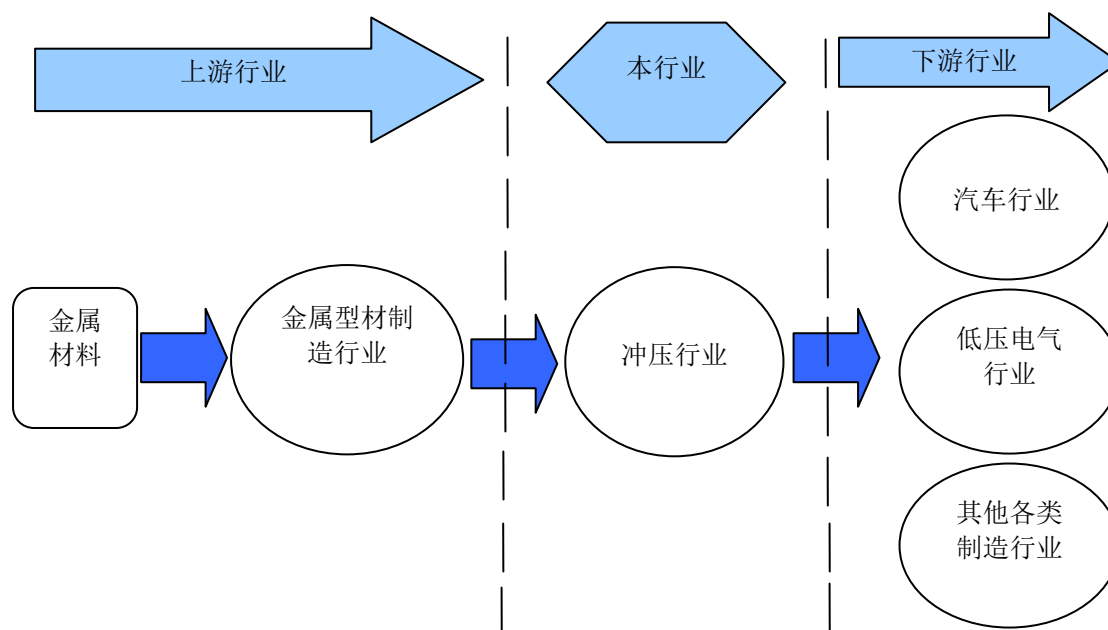 上游行业
本行业
下游行业
汽车行业
金属
材料
金属型材制
造行业
冲压行业
低压电气
行业
其他各类
制造行业